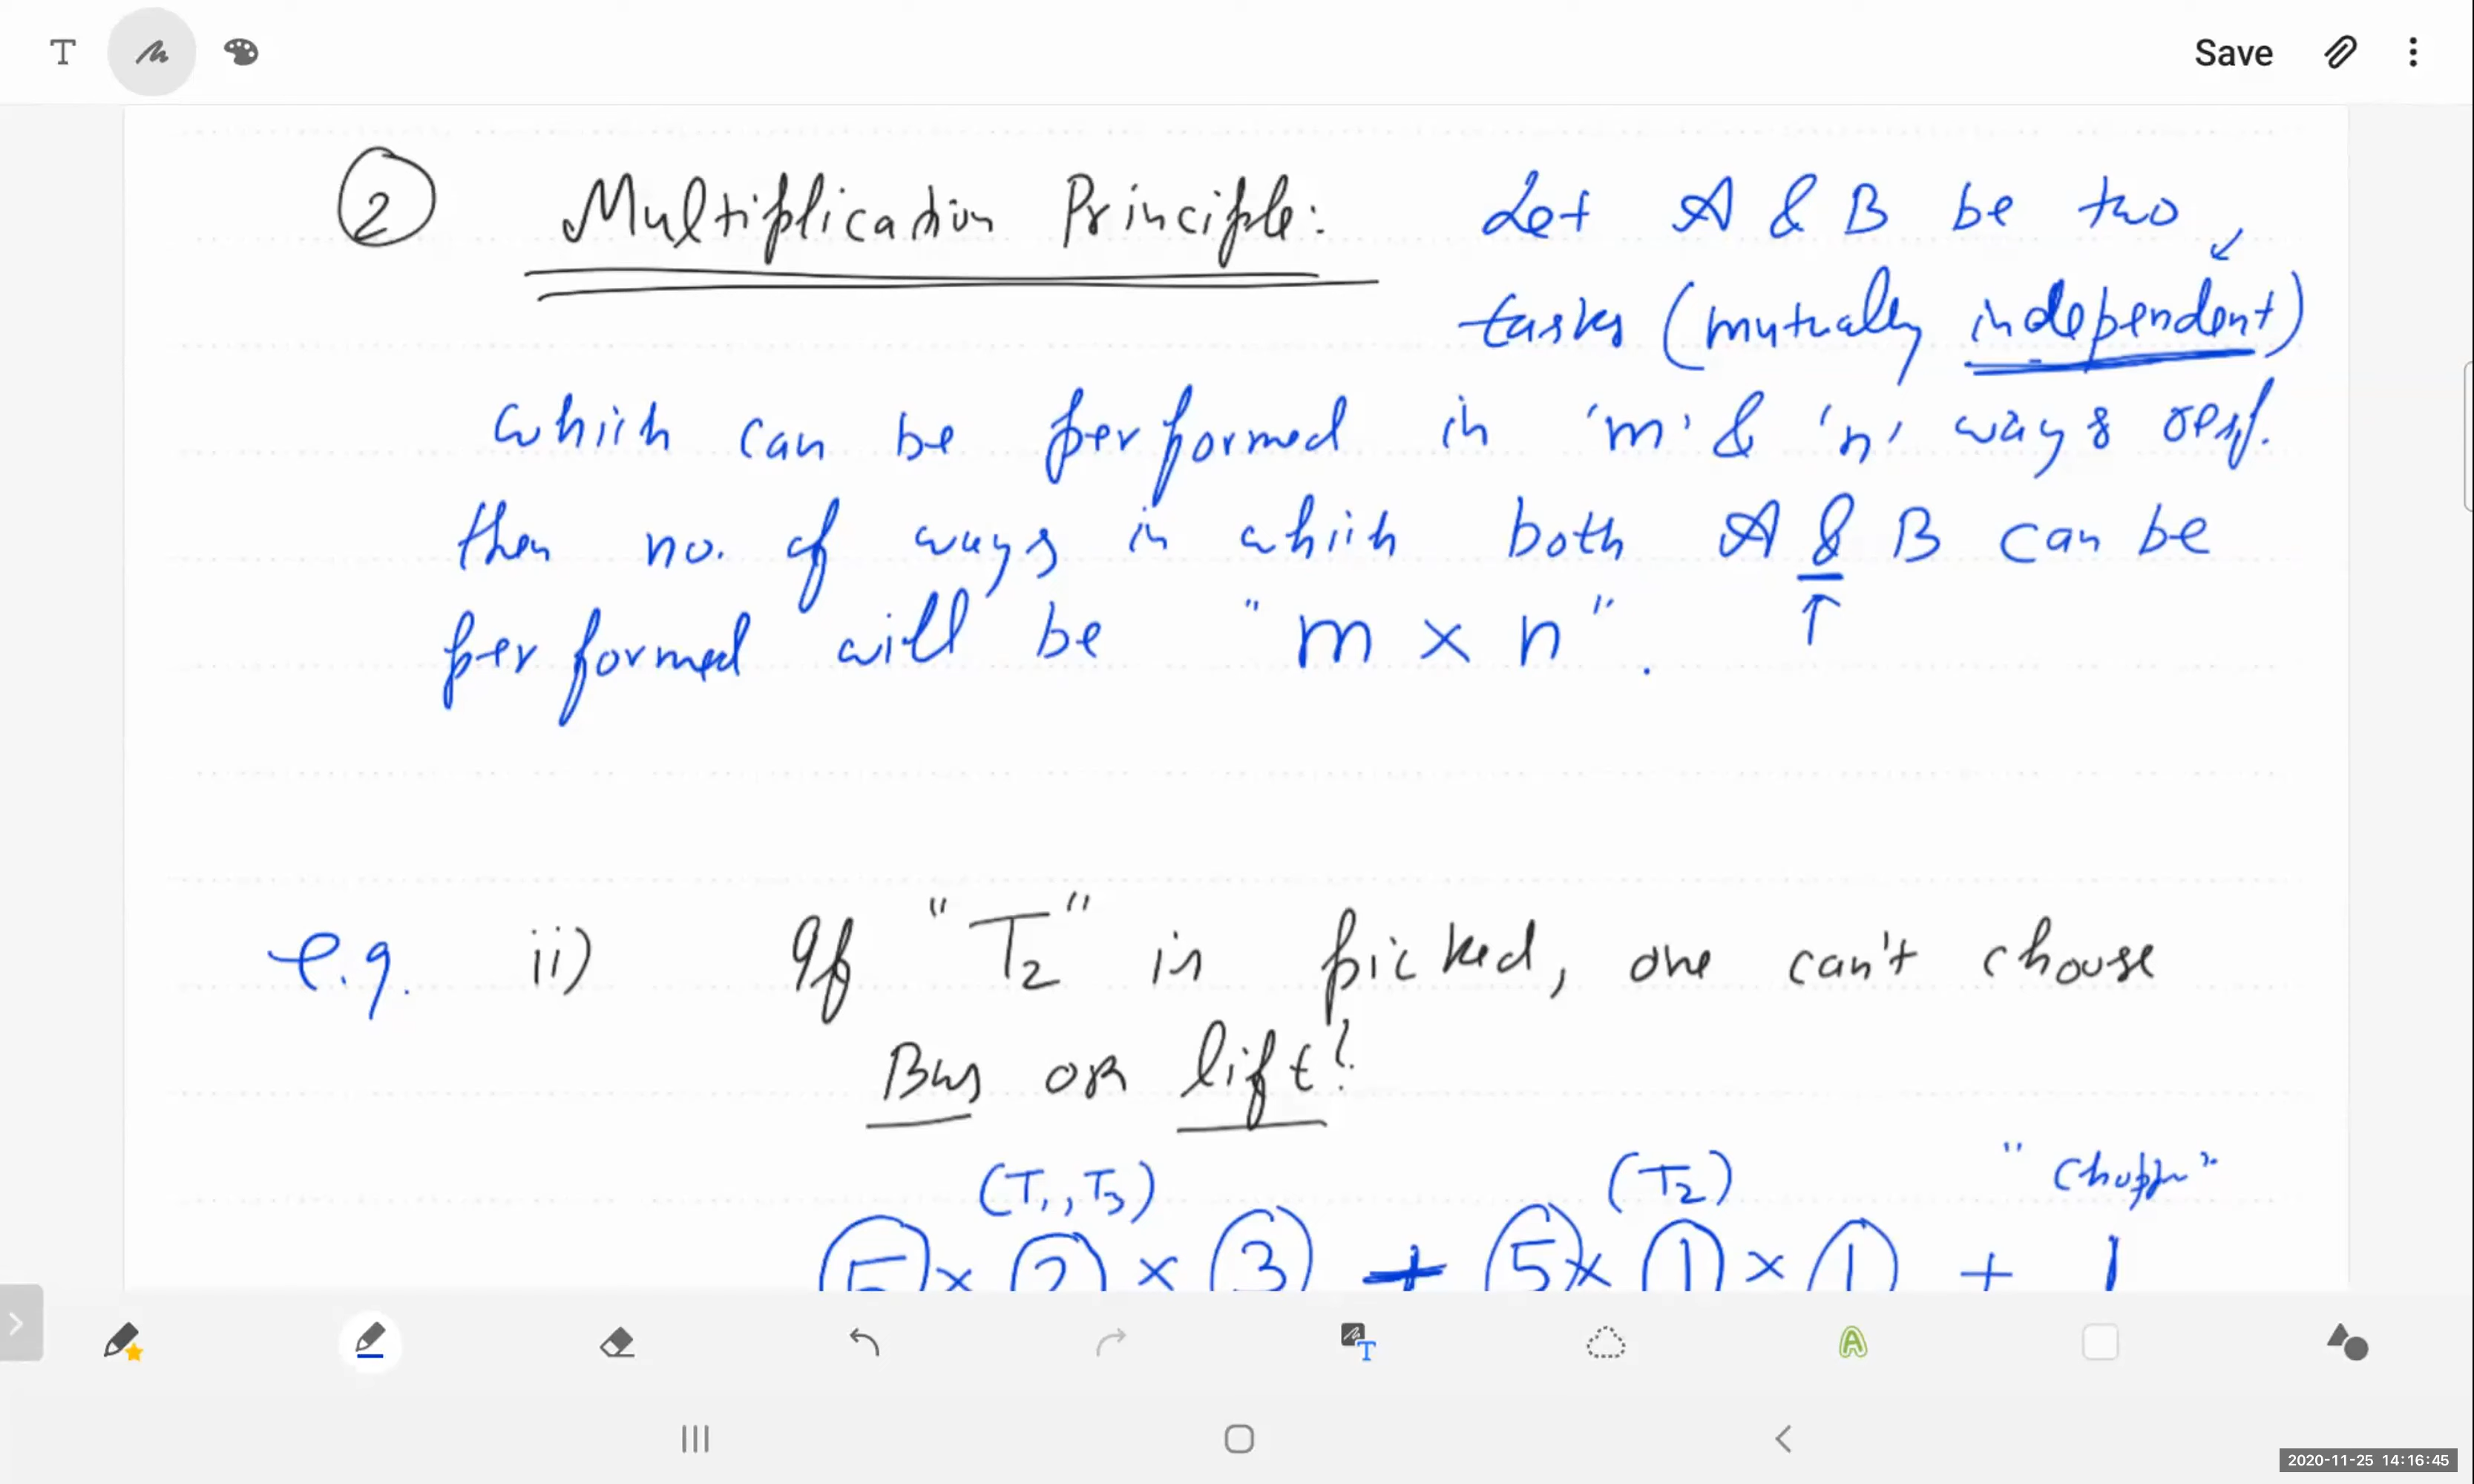 T Save
② Multiplication Principle: Let A & B be two
tasks (mutually independent)
which can be performed in 'm' & 'n' ways resp.
then no. of ways in which both A & B can be
performed will be "m × n".
e.g. ii) If "T₂" is picked, one can't choose
Bus or lift?
(T₁, T₃) (T₂)
5 × 2 × 3 + 5 × 1 × 1 + 1
T
A
2020-11-25 14:16:45